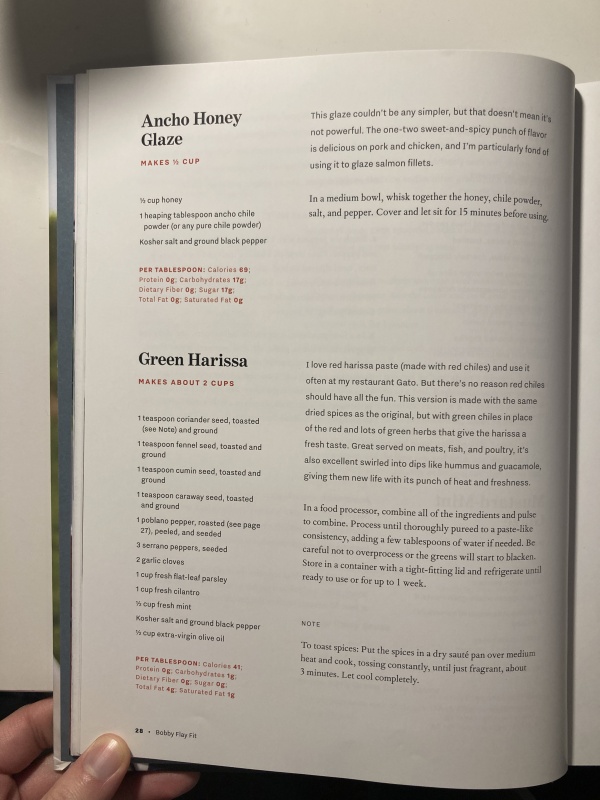 Ancho Honey
Glaze
MAKES ½ CUP
½ cup honey
1 heaping tablespoon ancho chile
powder (or any pure chile powder)
Kosher salt and ground black pepper
PER TABLESPOON: Calories 69;
Protein 0g; Carbohydrates 17g;
Dietary Fiber 0g; Sugar 17g;
Total Fat 0g; Saturated Fat 0g
This glaze couldn't be any simpler, but that doesn't mean it's
not powerful. The one-two sweet-and-spicy punch of flavor
is delicious on pork and chicken, and I'm particularly fond of
using it to glaze salmon fillets.
In a medium bowl, whisk together the honey, chile powder,
salt, and pepper. Cover and let sit for 15 minutes before using.
Green Harissa
MAKES ABOUT 2 CUPS
1 teaspoon coriander seed, toasted
(see Note) and ground
1 teaspoon fennel seed, toasted and
ground
1 teaspoon cumin seed, toasted and
ground
1 teaspoon caraway seed, toasted
and ground
1 poblano pepper, roasted (see page
27), peeled, and seeded
3 serrano peppers, seeded
2 garlic cloves
1 cup fresh flat-leaf parsley
1 cup fresh cilantro
½ cup fresh mint
Kosher salt and ground black pepper
½ cup extra-virgin olive oil
PER TABLESPOON: Calories 41;
Protein 0g; Carbohydrates 1g;
Dietary Fiber 0g; Sugar 0g;
Total Fat 4g; Saturated Fat 1g
I love red harissa paste (made with red chiles) and use it
often at my restaurant Gato. But there's no reason red chiles
should have all the fun. This version is made with the same
dried spices as the original, but with green chiles in place
of the red and lots of green herbs that give the harissa a
fresh taste. Great served on meats, fish, and poultry, it's
also excellent swirled into dips like hummus and guacamole,
giving them new life with its punch of heat and freshness.
In a food processor, combine all of the ingredients and pulse
to combine. Process until thoroughly pureed to a paste-like
consistency, adding a few tablespoons of water if needed. Be
careful not to overprocess or the greens will start to blacken.
Store in a container with a tight-fitting lid and refrigerate until
ready to use or for up to 1 week.
NOTE
To toast spices: Put the spices in a dry sauté pan over medium
heat and cook, tossing constantly, until just fragrant, about
3 minutes. Let cool completely.
28 • Bobby Flay Fit